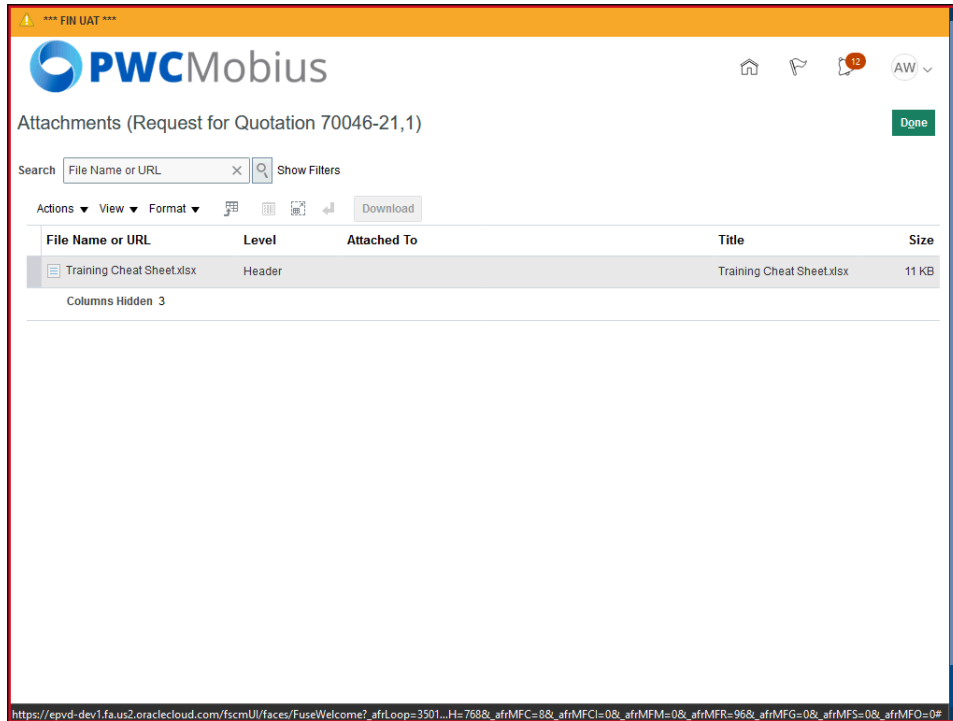 *** FIN UAT ***
PWCMobius
12
AW
Attachments (Request for Quotation 70046-21,1)
Done
Search File Name or URL Show Filters
Actions View Format Download
File Name or URL Level Attached To Title Size
Training Cheat Sheet.xlsx Header Training Cheat Sheet.xlsx 11 KB
Columns Hidden 3
https://epvd-dev1.fa.us2.oraclecloud.com/fscmUI/faces/FuseWelcome?_afrLoop=3501...H=768&_afrMFC=8&_afrMFCI=0&_afrMFM=0&_afrMFR=96&_afrMFG=0&_afrMFS=0&_afrMFO=0#